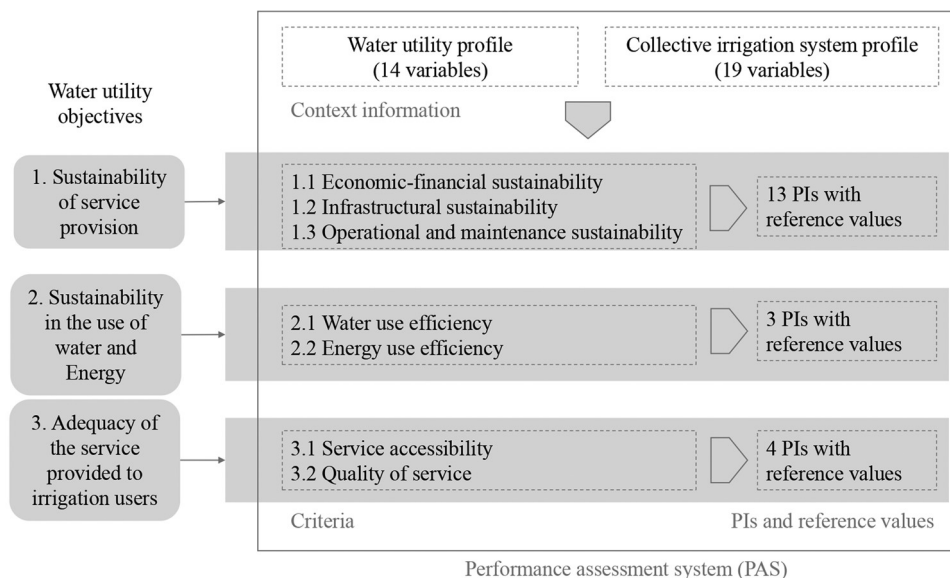 Water utility profile
(14 variables)
Collective irrigation system profile
(19 variables)
Context information
Water utility
objectives
1. Sustainability
of service
provision
1.1 Economic-financial sustainability
1.2 Infrastructural sustainability
1.3 Operational and maintenance sustainability
13 PIs with
reference values
2. Sustainability
in the use of
water and
Energy
2.1 Water use efficiency
2.2 Energy use efficiency
3 PIs with
reference values
3. Adequacy of
the service
provided to
irrigation users
3.1 Service accessibility
3.2 Quality of service
4 PIs with
reference values
Criteria
PIs and reference values
Performance assessment system (PAS)